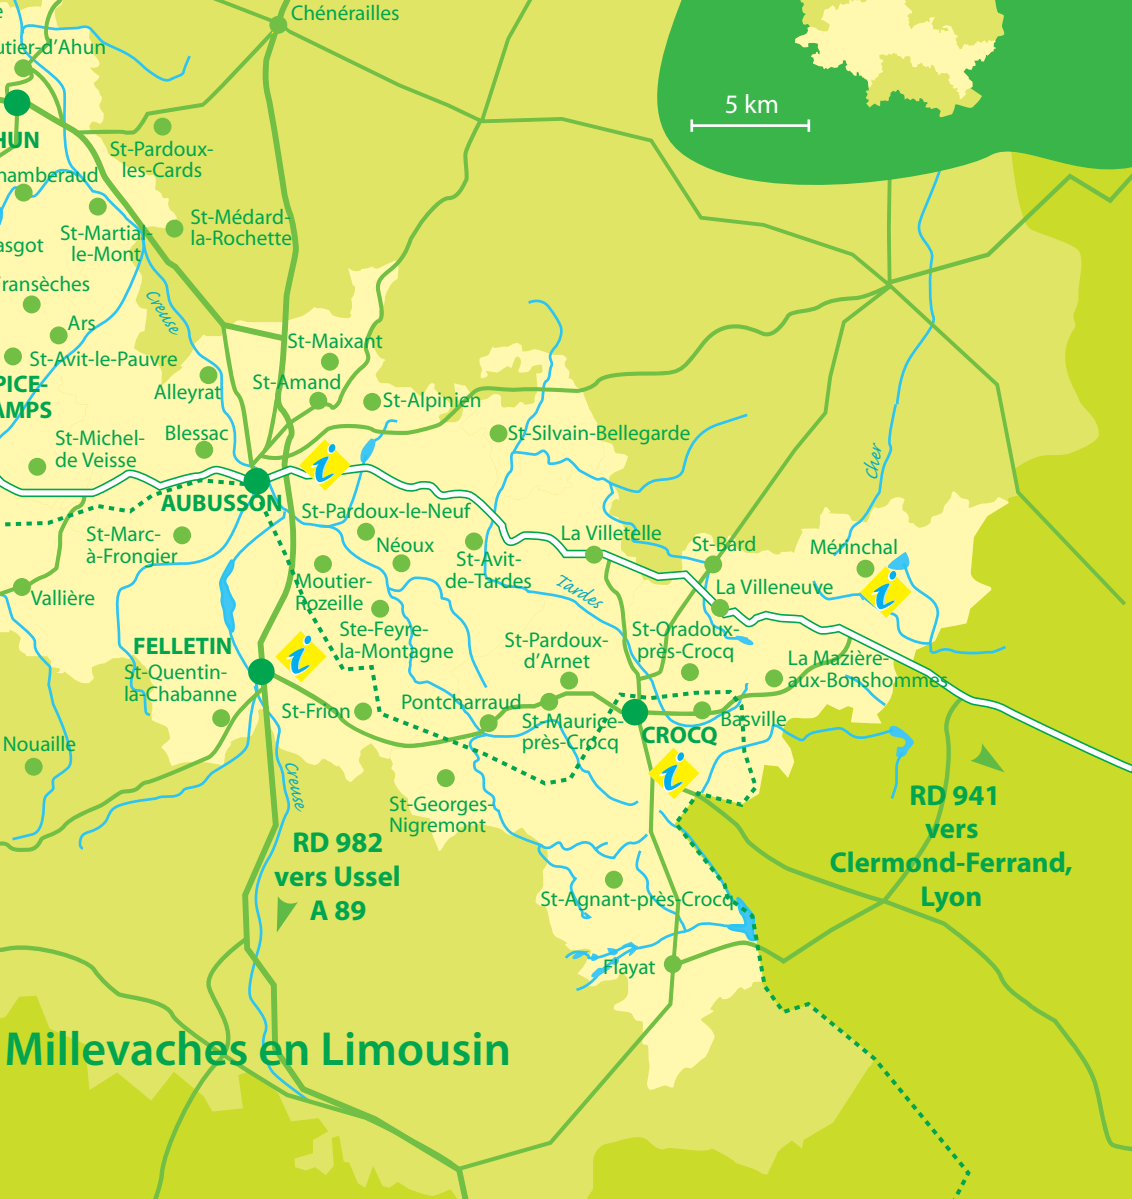 Chénérailles
utier-d'Ahun
5 km
HUN
St-Pardoux-
les-Cards
hamberaud
St-Médard-
la-Rochette
St-Martial-
le-Mont
asgot
ransèches
Creuse
Ars
St-Maixant
St-Avit-le-Pauvre
PICE-
AMPS
Alleyrat
St-Amand
St-Alpinien
Blessac
St-Silvain-Bellegarde
St-Michel-
de Veisse
Cher
AUBUSSON
St-Pardoux-le-Neuf
St-Marc-
à-Frongier
Néoux
St-Avit-
de-Tardes
La Villetelle
St-Bard
Mérinchal
Moutier-
Rozeille
Tardes
La Villeneuve
Vallière
Ste-Feyre-
la-Montagne
St-Pardoux-
d'Arnet
St-Oradoux-
près-Crocq
FELLETIN
St-Quentin-
la-Chabanne
La Mazière-
aux-Bonshommes
St-Frion
Pontcharraud
St-Maurice-
près-Crocq
Basville
CROCQ
Nouaille
Creuse
St-Georges-
Nigremont
RD 941
vers
Clermond-Ferrand,
Lyon
RD 982
vers Ussel
A 89
St-Agnant-près-Crocq
Flayat
Millevaches en Limousin